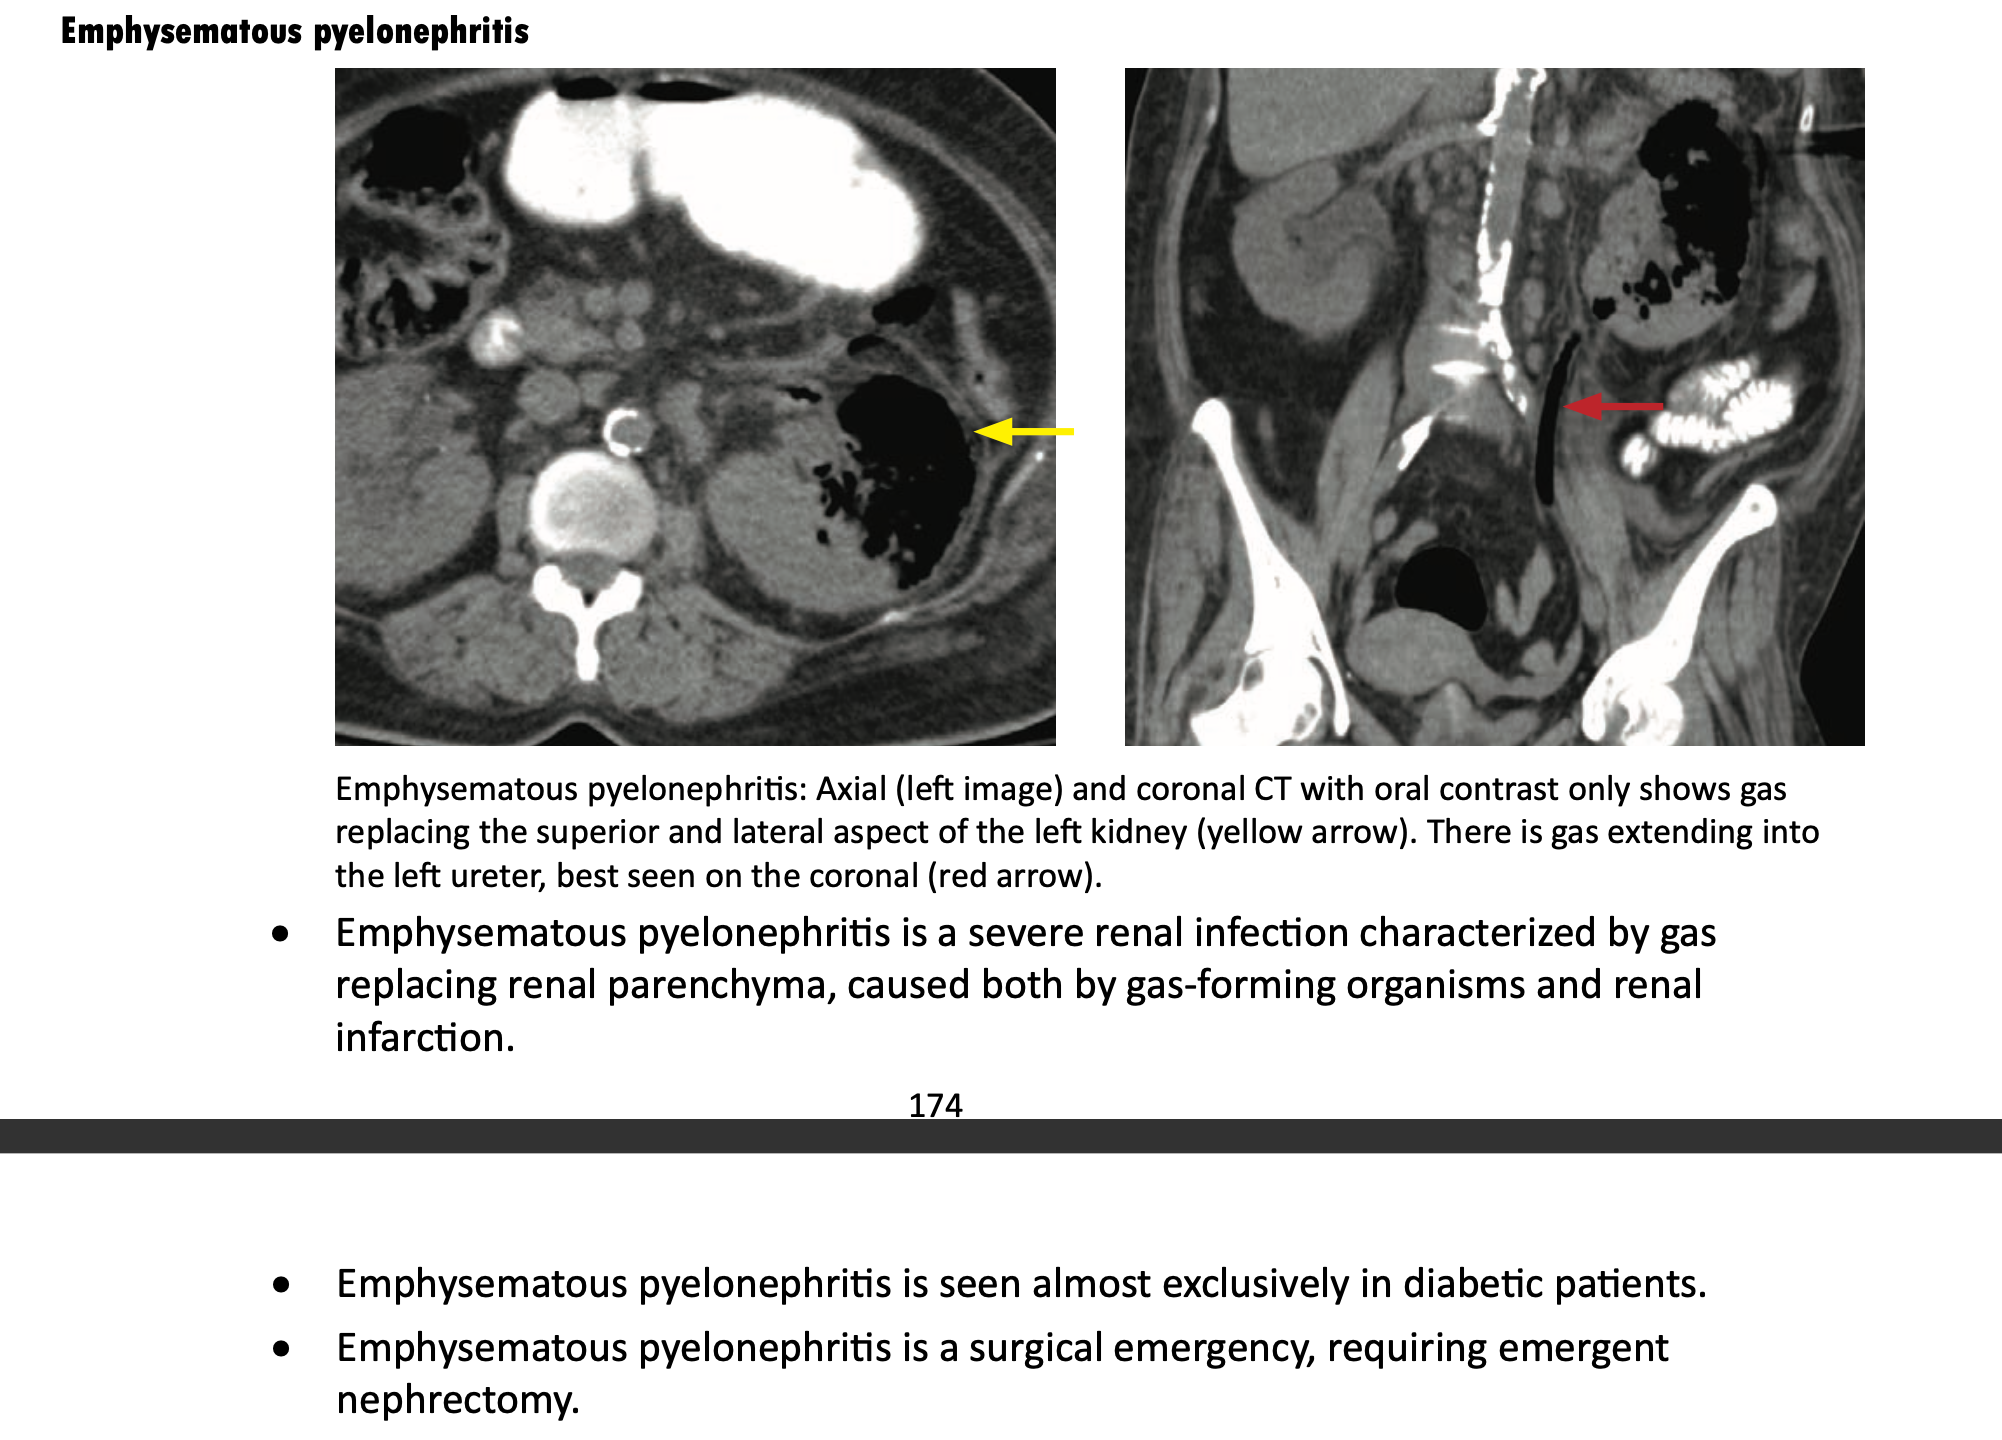 Emphysematous pyelonephritis
Emphysematous pyelonephritis: Axial (left image) and coronal CT with oral contrast only shows gas
replacing the superior and lateral aspect of the left kidney (yellow arrow). There is gas extending into
the left ureter, best seen on the coronal (red arrow).
• Emphysematous pyelonephritis is a severe renal infection characterized by gas
replacing renal parenchyma, caused both by gas-forming organisms and renal
infarction.
174
• Emphysematous pyelonephritis is seen almost exclusively in diabetic patients.
• Emphysematous pyelonephritis is a surgical emergency, requiring emergent
nephrectomy.